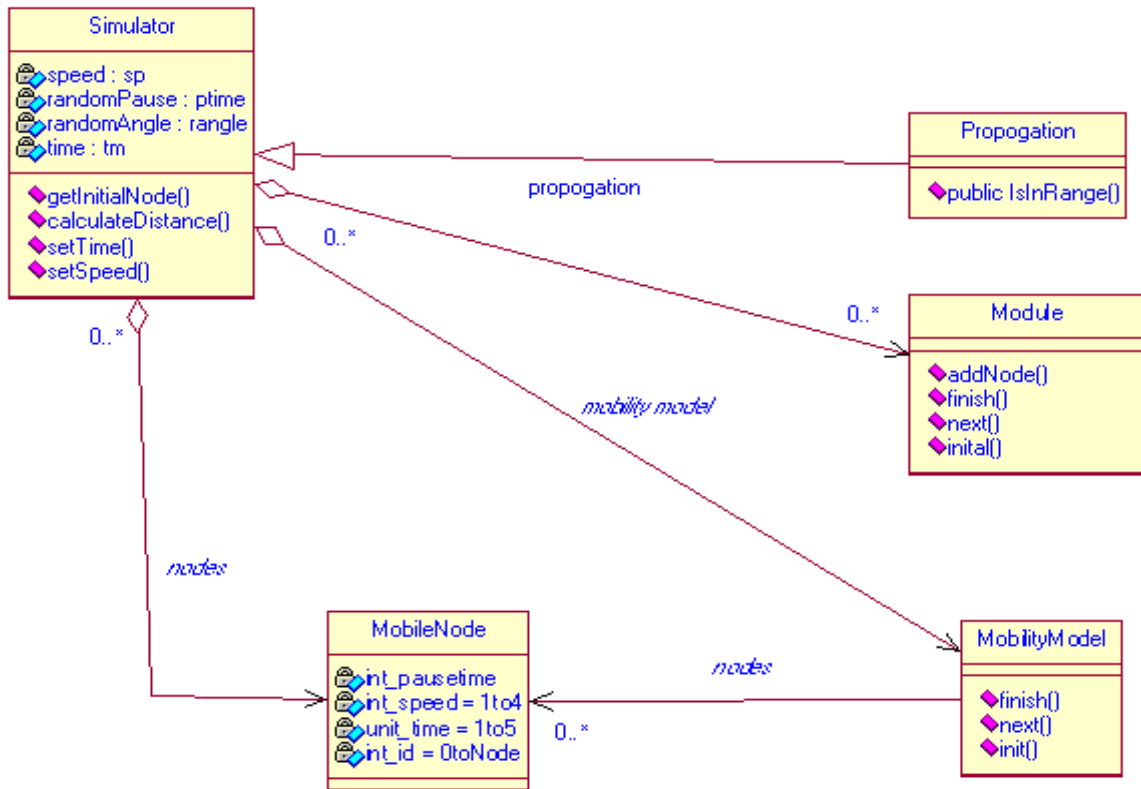 Simulator
speed : sp
randomPause : ptime
randomAngle : rangle
time : tm
getInitialNode()
calculateDistance()
setTime()
setSpeed()
Propogation
public IsInRange()
propogation
0..*
0..*
0..*
Module
addNode()
finish()
next()
inital()
mobility model
nodes
MobileNode
int_pausetime
int_speed = 1to4
unit_time = 1to5
int_id = 0toNode
nodes
0..*
MobilityModel
finish()
next()
init()